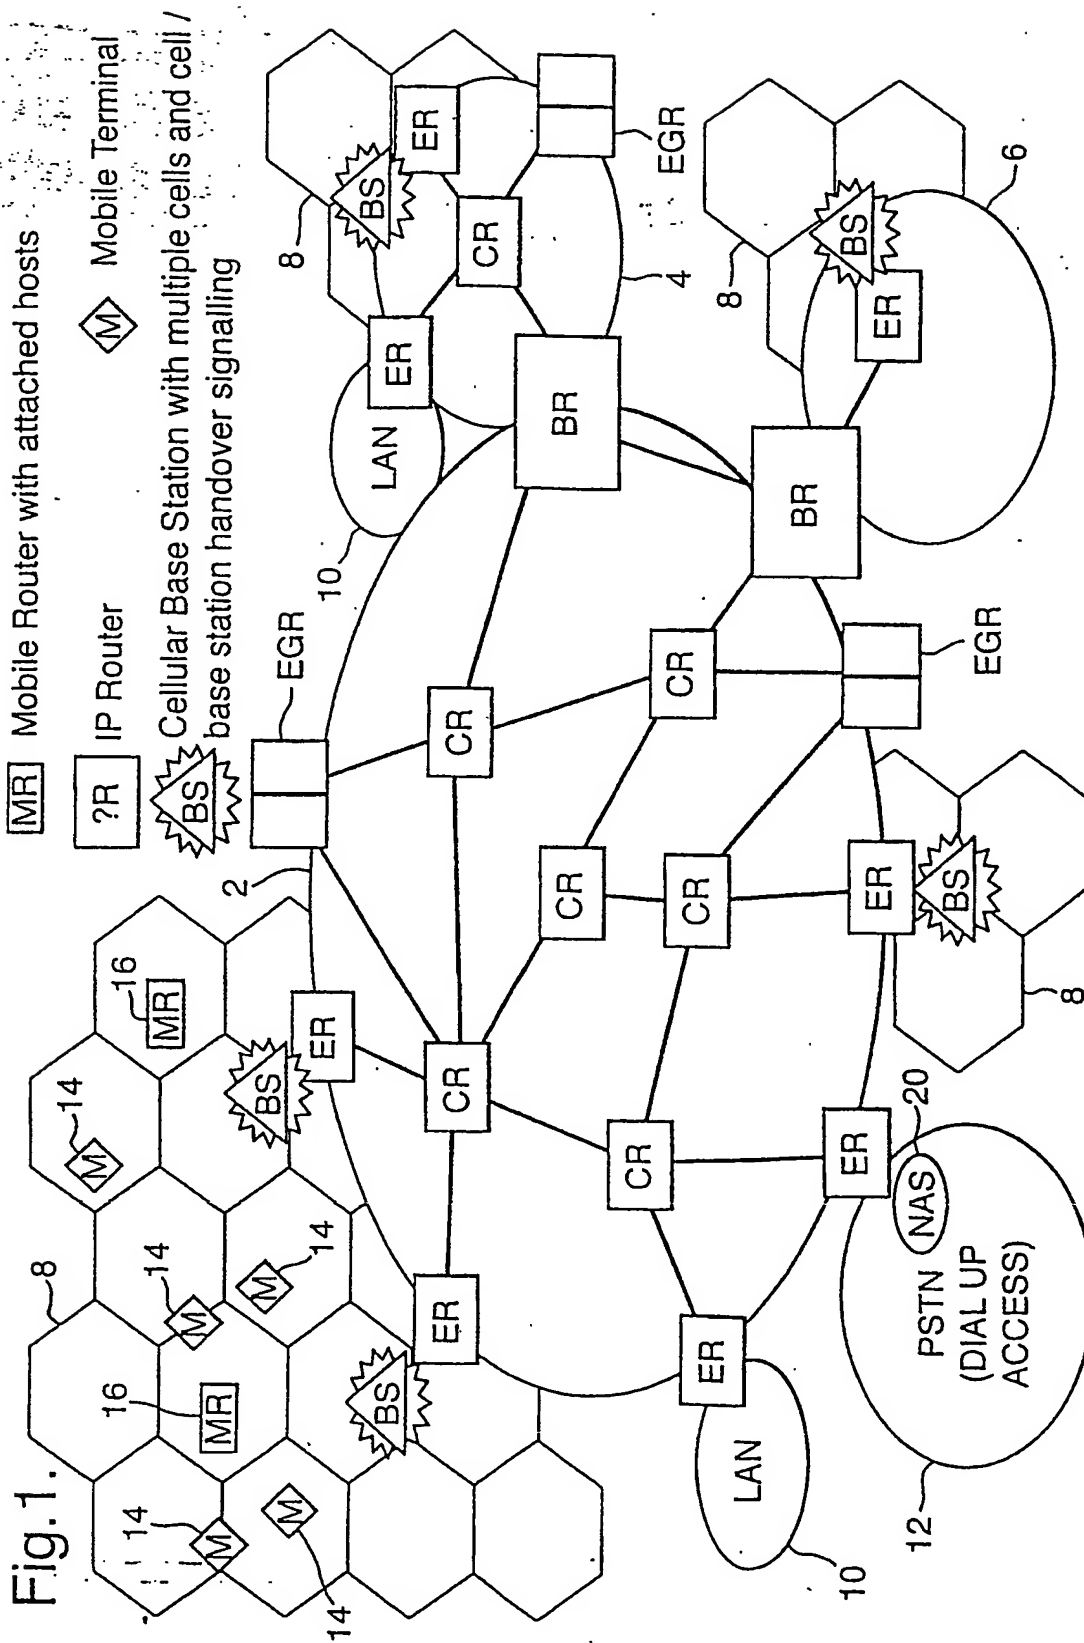 Fig.1.
MR Mobile Router with attached hosts
?R IP Router
M Mobile Terminal
BS Cellular Base Station with multiple cells and cell /
base station handover signalling
8
14
M
16
MR
14
M
14
M
16
MR
14
M
M
14
2
EGR
BS
ER
BS
ER
10
LAN
ER
8
BS
ER
CR
EGR
4
BR
CR
CR
CR
CR
CR
CR
BR
8
BS
ER
6
EGR
ER
BS
8
ER
LAN
10
ER
NAS
20
PSTN
(DIAL UP
ACCESS)
12